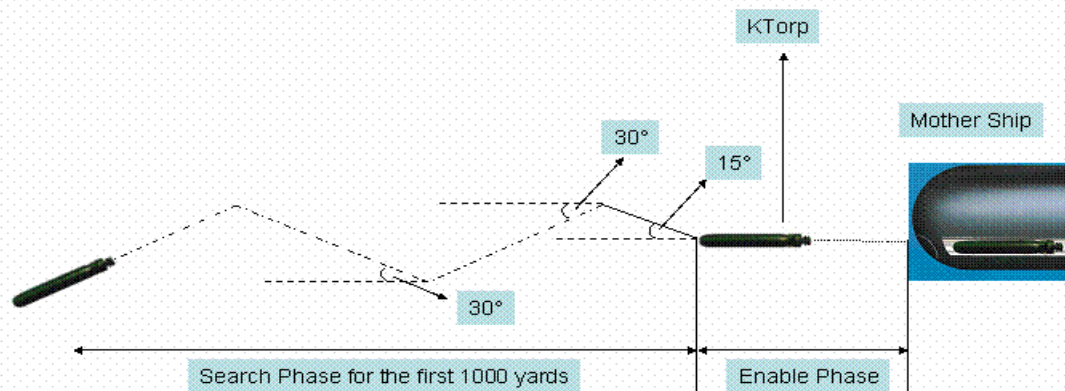 KTorp
Mother Ship
30°
15°
30°
Search Phase for the first 1000 yards
Enable Phase